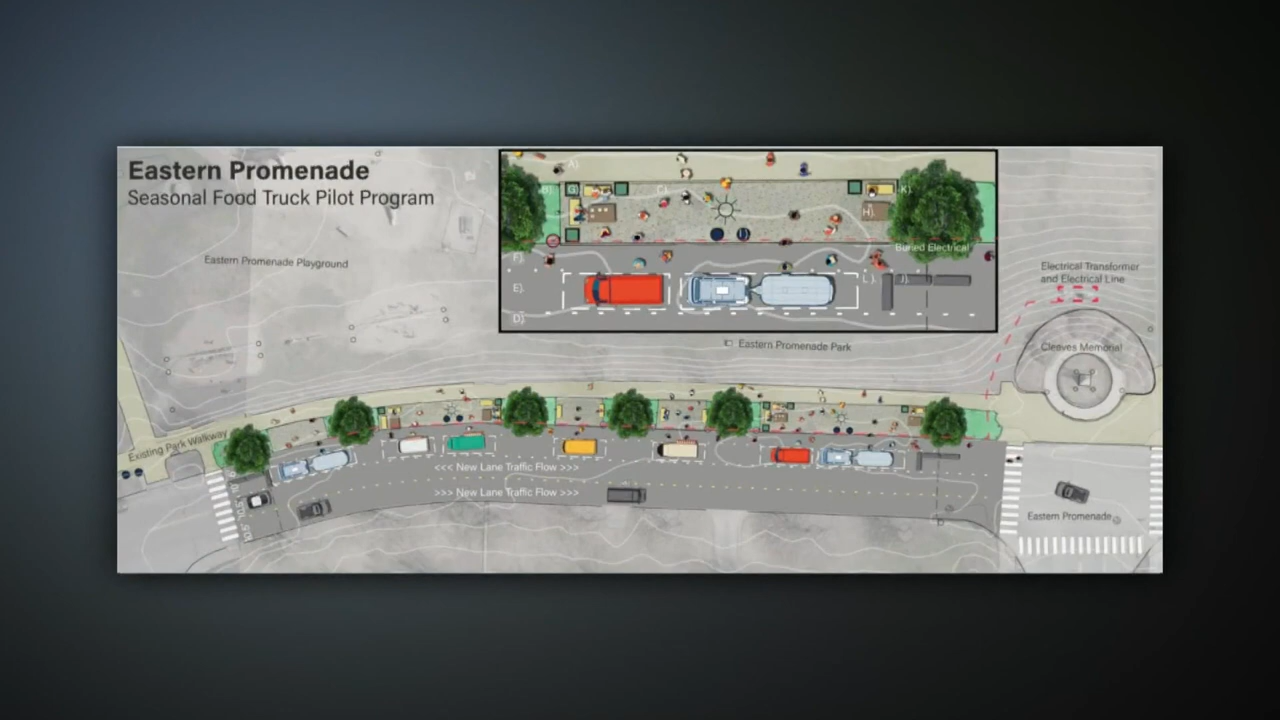 Eastern Promenade
Seasonal Food Truck Pilot Program
Eastern Promenade Playground
A).
B).
G).
C).
K).
H).
Buried Electrical
F).
E).
L).
J).
D).
Electrical Transformer
and Electrical Line
Eastern Promenade Park
Cleaves Memorial
Existing Park Walkway
<<< New Lane Traffic Flow >>>
>>> New Lane Traffic Flow >>>
Eastern Promenade